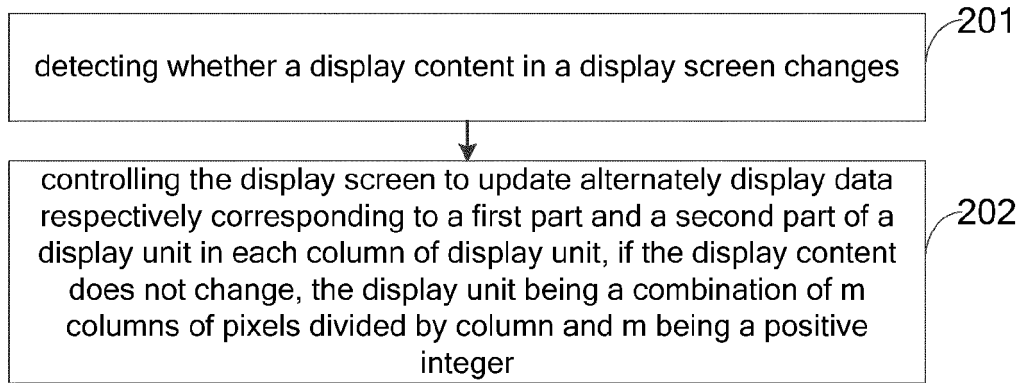 201
detecting whether a display content in a display screen changes
controlling the display screen to update alternately display data
respectively corresponding to a first part and a second part of a
display unit in each column of display unit, if the display content
does not change, the display unit being a combination of m
columns of pixels divided by column and m being a positive
integer
202